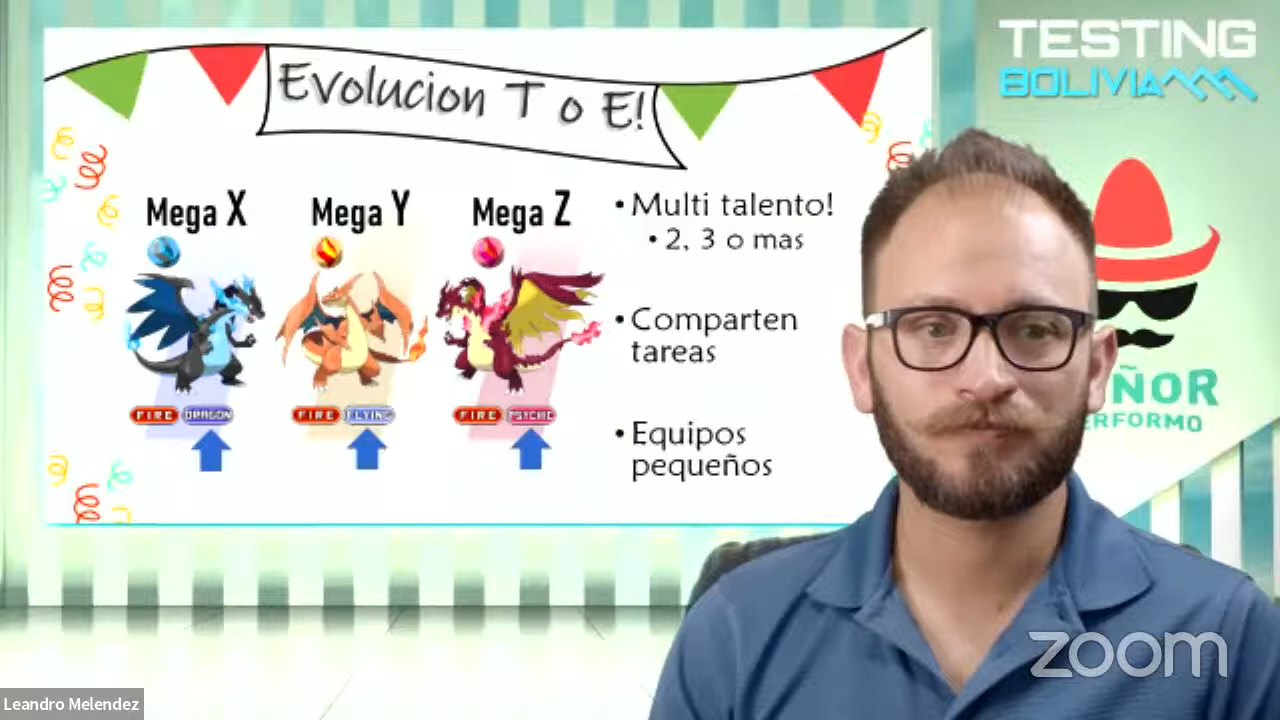 TESTING
BOLIVIA
Evolucion T o E!
Mega X
Mega Y
Mega Z
FIRE DRAGON
FIRE FLYING
FIRE PSYCHIC
• Multi talento!
• 2, 3 o mas
• Comparten
tareas
• Equipos
pequeños
ÑOR
ERFORMO
zoom
Leandro Melendez